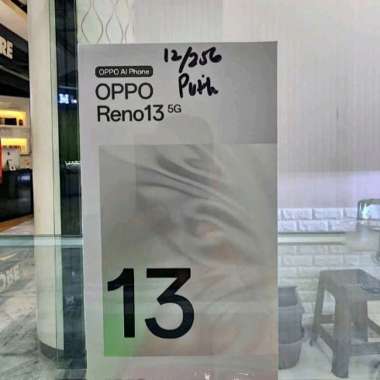 12/256
Putih
OPPO AI Phone
OPPO
Reno13 5G
13